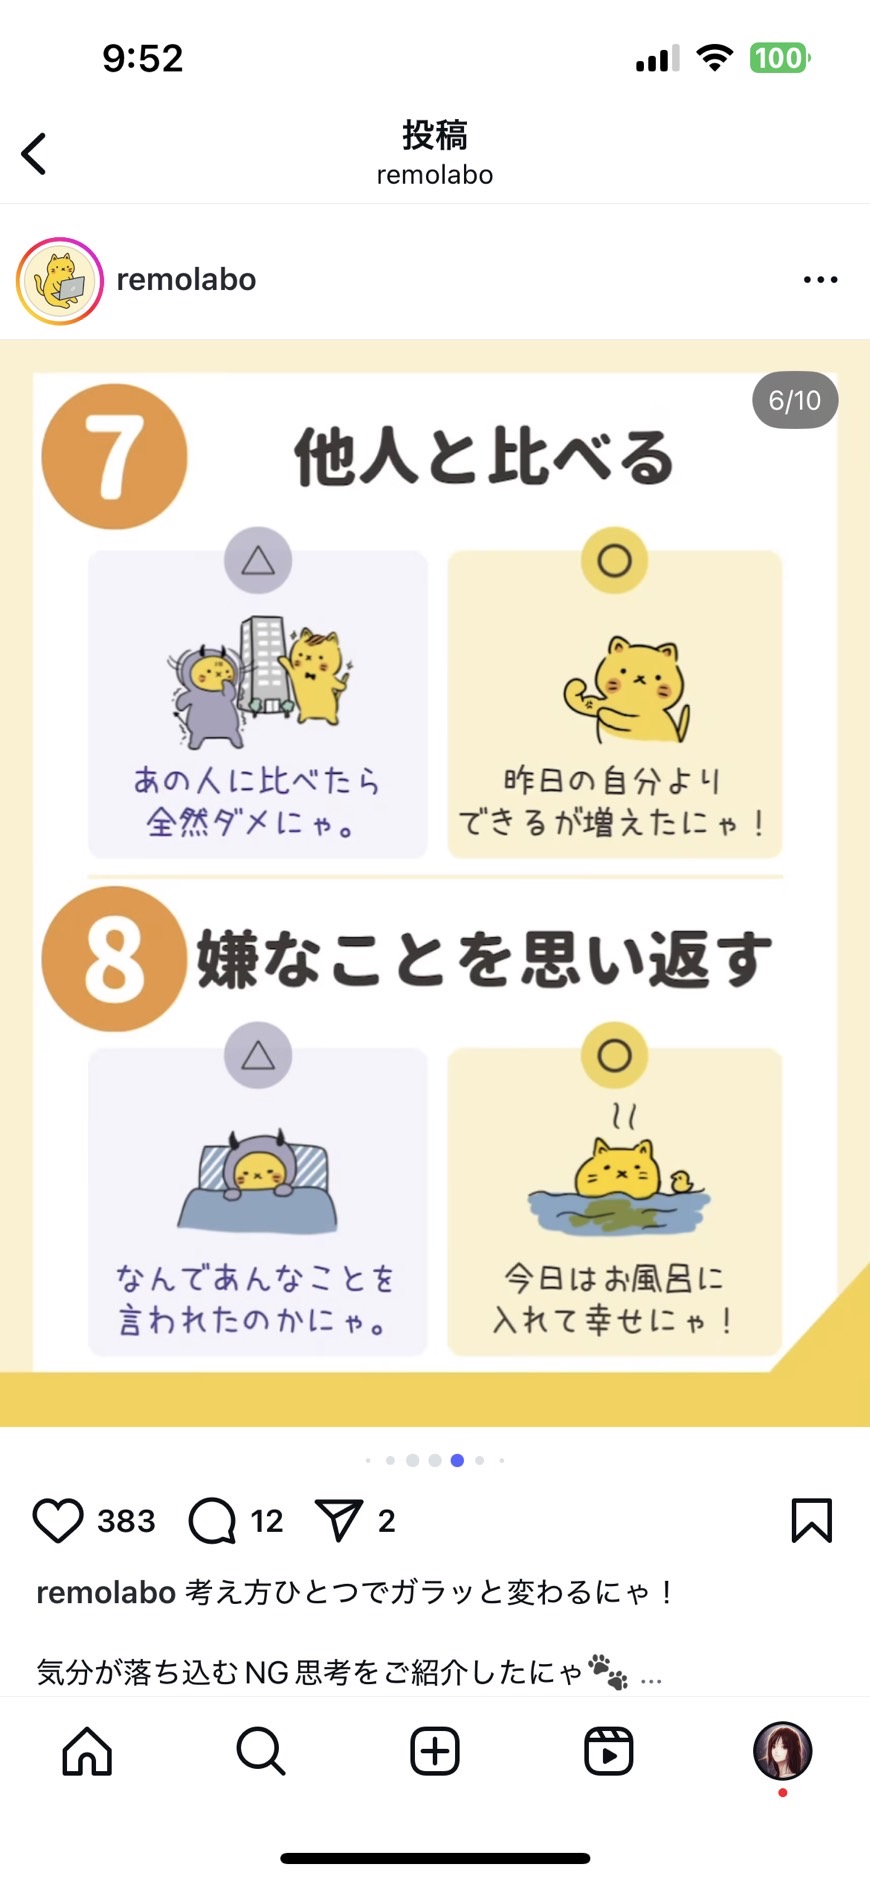 9:52
100
投稿
remolabo
remolabo
6/10
7
他人と比べる
△
あの人に比べたら
全然ダメにゃ。
○
昨日の自分より
できるが増えたにゃ！
8
嫌なことを思い返す
△
なんであんなことを
言われたのかにゃ。
○
今日はお風呂に
入れて幸せにゃ！
383
12
2
remolabo 考え方ひとつでガラッと変わるにゃ！
気分が落ち込むNG思考をご紹介したにゃ🐾 ...